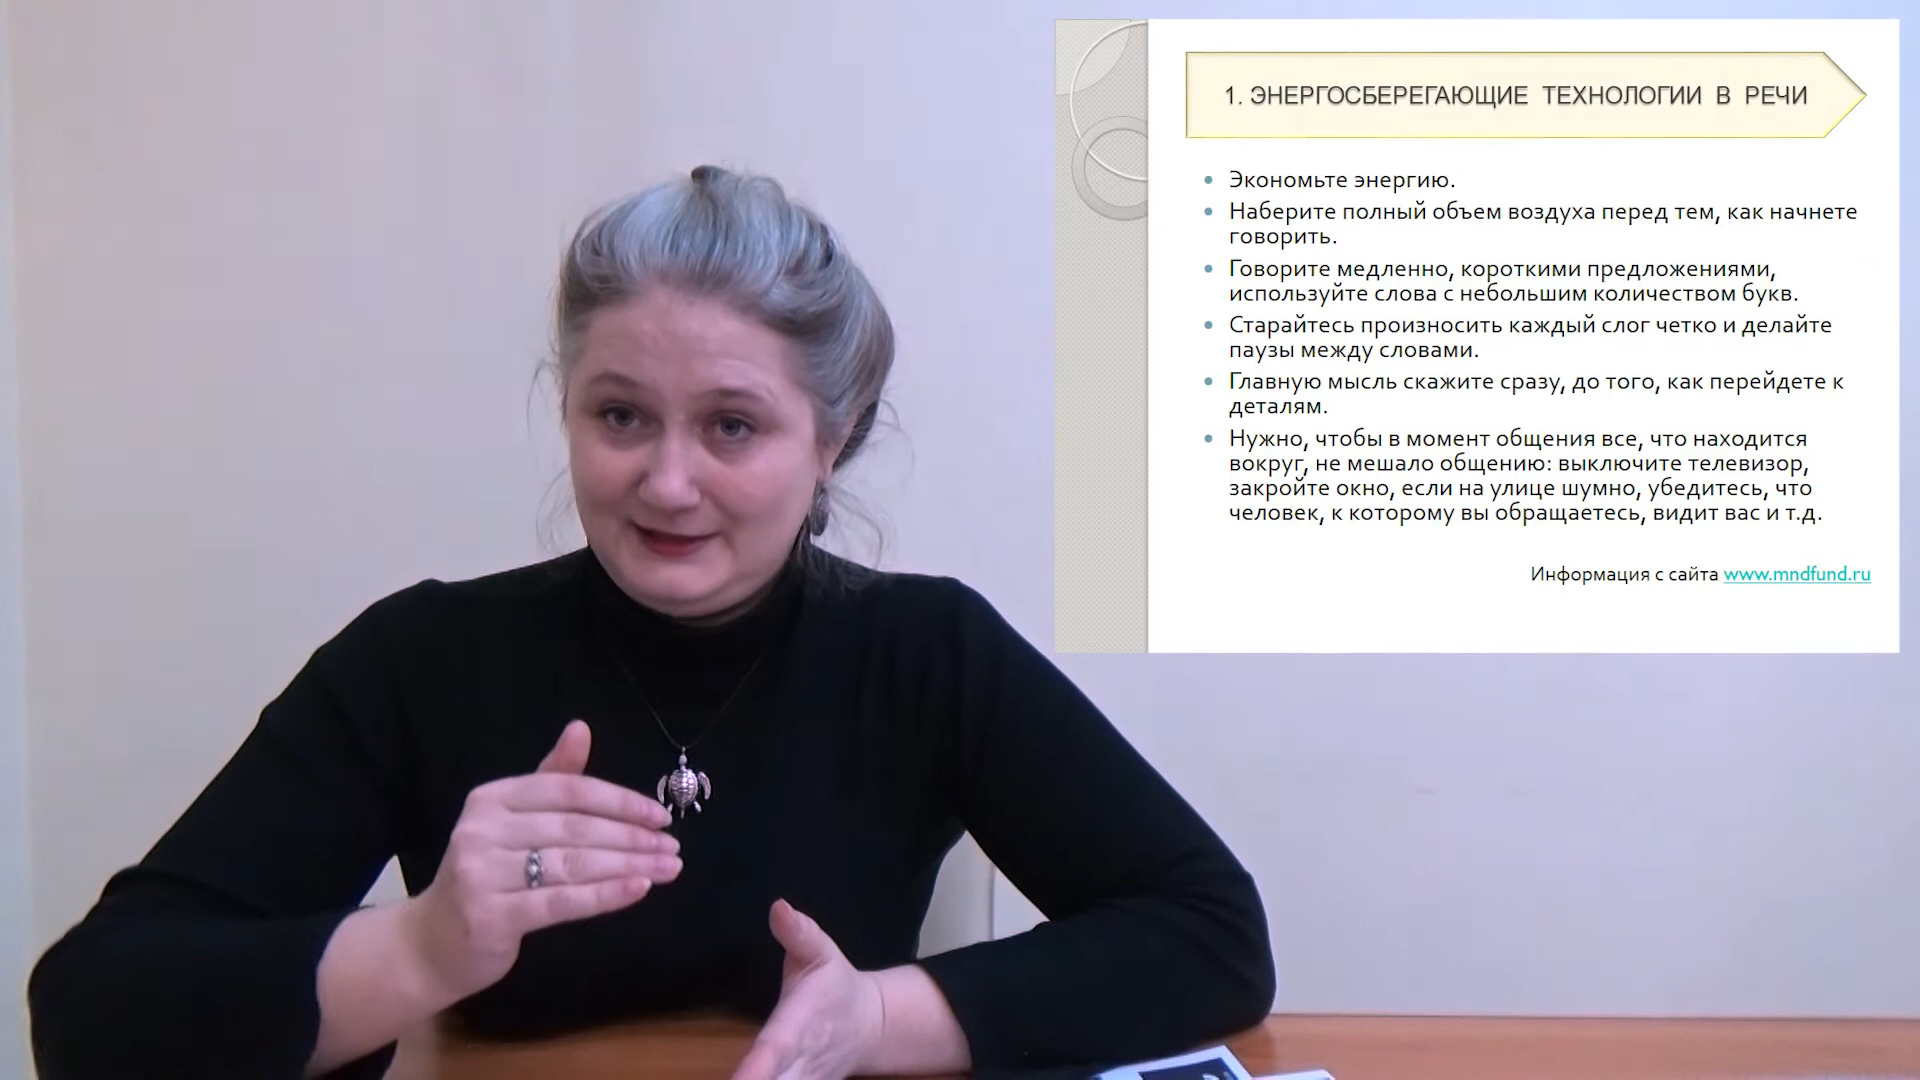 1. ЭНЕРГОСБЕРЕГАЮЩИЕ ТЕХНОЛОГИИ В РЕЧИ
Экономьте энергию.
Наберите полный объем воздуха перед тем, как начнете
говорить.
Говорите медленно, короткими предложениями,
используйте слова с небольшим количеством букв.
Старайтесь произносить каждый слог четко и делайте
паузы между словами.
Главную мысль скажите сразу, до того, как перейдете к
деталям.
Нужно, чтобы в момент общения все, что находится
вокруг, не мешало общению: выключите телевизор,
закройте окно, если на улице шумно, убедитесь, что
человек, к которому вы обращаетесь, видит вас и т.д.
Информация с сайта www.mndfund.ru